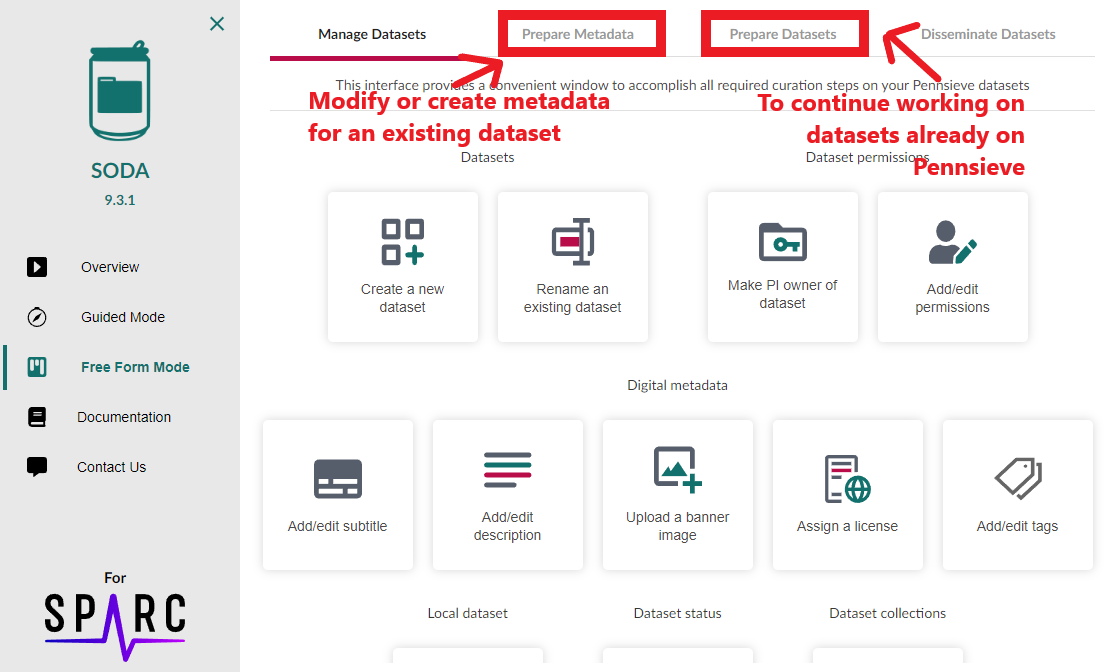 Manage Datasets
Prepare Metadata
Prepare Datasets
Disseminate Datasets
This interface provides a convenient window to accomplish all required curation steps on your Pennsieve datasets
Modify or create metadata
for an existing dataset
To continue working on
datasets already on
Pennsieve
SODA
9.3.1
Overview
Guided Mode
Free Form Mode
Documentation
Contact Us
For
SPARC
Datasets
Dataset permissions
Create a new
dataset
Rename an
existing dataset
Make PI owner of
dataset
Add/edit
permissions
Digital metadata
Add/edit subtitle
Add/edit
description
Upload a banner
image
Assign a license
Add/edit tags
Local dataset
Dataset status
Dataset collections